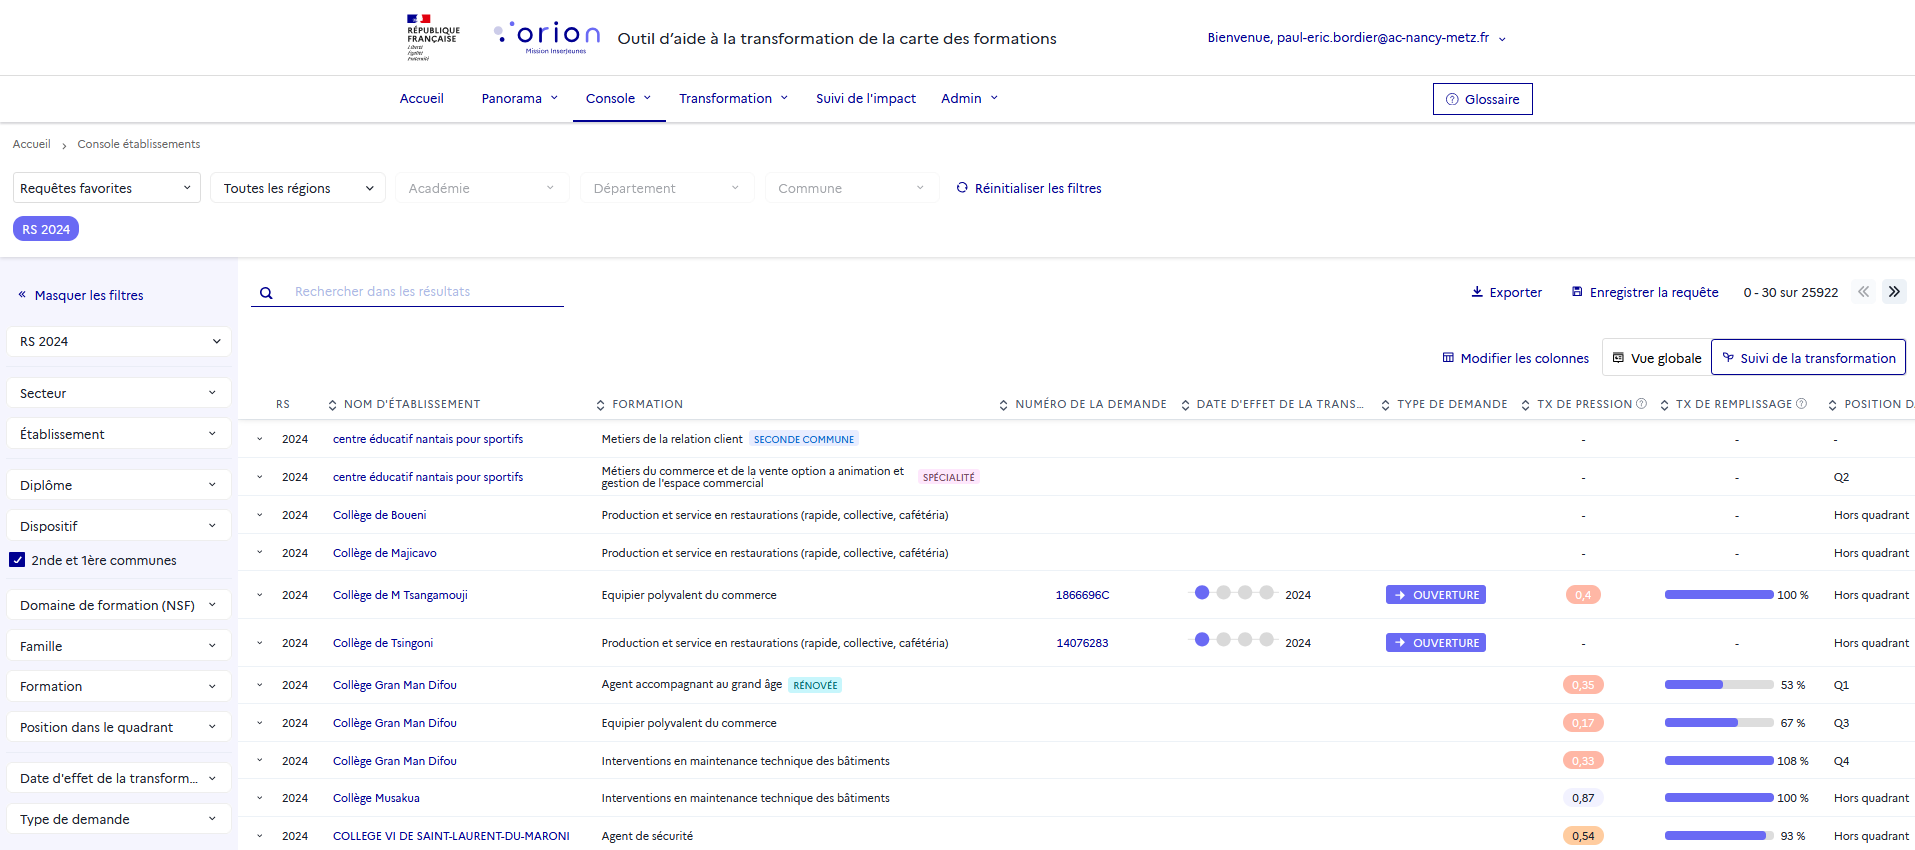 RÉPUBLIQUE
FRANÇAISE
Liberté
Égalité
Fraternité
orion
Mission InserJeunes
Outil d’aide à la transformation de la carte des formations
Bienvenue, paul-eric.bordier@ac-nancy-metz.fr
Accueil Panorama Console Transformation Suivi de l'impact Admin Glossaire
Accueil Console établissements
Requêtes favorites Toutes les régions Académie Département Commune Réinitialiser les filtres
RS 2024
Masquer les filtres
RS 2024
Secteur
Établissement
Diplôme
Dispositif
2nde et 1ère communes
Domaine de formation (NSF)
Famille
Formation
Position dans le quadrant
Date d'effet de la transform...
Type de demande
Rechercher dans les résultats
Exporter Enregistrer la requête 0 - 30 sur 25922
Modifier les colonnes Vue globale Suivi de la transformation
RS NOM D'ÉTABLISSEMENT FORMATION NUMÉRO DE LA DEMANDE DATE D'EFFET DE LA TRANS... TYPE DE DEMANDE TX DE PRESSION TX DE REMPLISSAGE POSITION D
2024 centre éducatif nantais pour sportifs Metiers de la relation client SECONDE COMMUNE - - -
2024 centre éducatif nantais pour sportifs Métiers du commerce et de la vente option a animation et
gestion de l'espace commercial SPÉCIALITÉ - - Q2
2024 Collège de Boueni Production et service en restaurations (rapide, collective, cafétéria) - - Hors quadrant
2024 Collège de Majicavo Production et service en restaurations (rapide, collective, cafétéria) - - Hors quadrant
2024 Collège de M Tsangamouji Equipier polyvalent du commerce 1866696C 2024 OUVERTURE 0,4 100 % Hors quadrant
2024 Collège de Tsingoni Production et service en restaurations (rapide, collective, cafétéria) 14076283 2024 OUVERTURE - - Hors quadrant
2024 Collège Gran Man Difou Agent accompagnant au grand âge RÉNOVÉE 0,35 53 % Q1
2024 Collège Gran Man Difou Equipier polyvalent du commerce 0,17 67 % Q3
2024 Collège Gran Man Difou Interventions en maintenance technique des bâtiments 0,33 108 % Q4
2024 Collège Musakua Interventions en maintenance technique des bâtiments 0,87 100 % Hors quadrant
2024 COLLEGE VI DE SAINT-LAURENT-DU-MARONI Agent de sécurité 0,54 93 % Hors quadrant